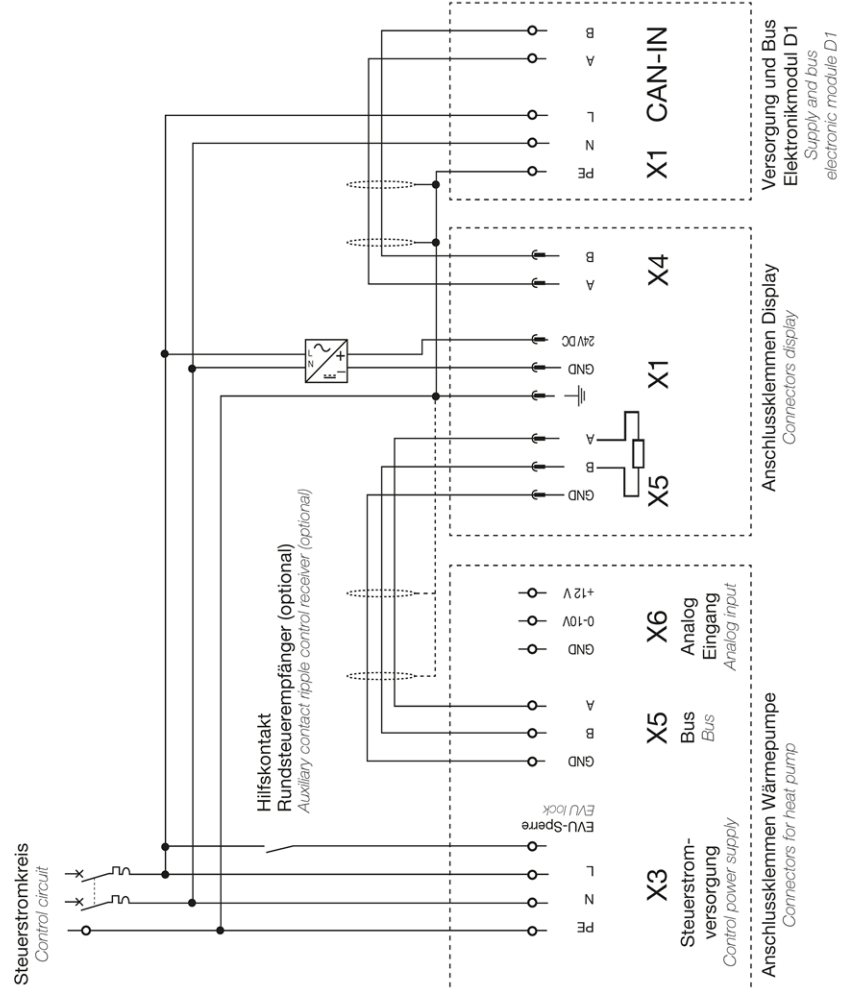 Steuerstromkreis
Control circuit
Hilfskontakt
Rundsteuerempfänger (optional)
Auxiliary contact ripple control receiver (optional)
L
N
B
A
L
N
PE
X1
CAN-IN
Versorgung und Bus
Elektronikmodul D1
Supply and bus
electronic module D1
B
A
X4
24VDC
GND
X1
A
B
GND
X5
Anschlussklemmen Display
Connectors display
+12 V
0-10V
GND
X6
Analog
Eingang
Analog input
A
B
GND
X5
Bus
Bus
EVU lock
EVU-Sperre
L
N
PE
X3
Steuerstrom-
versorgung
Control power supply
Anschlussklemmen Wärmepumpe
Connectors for heat pump